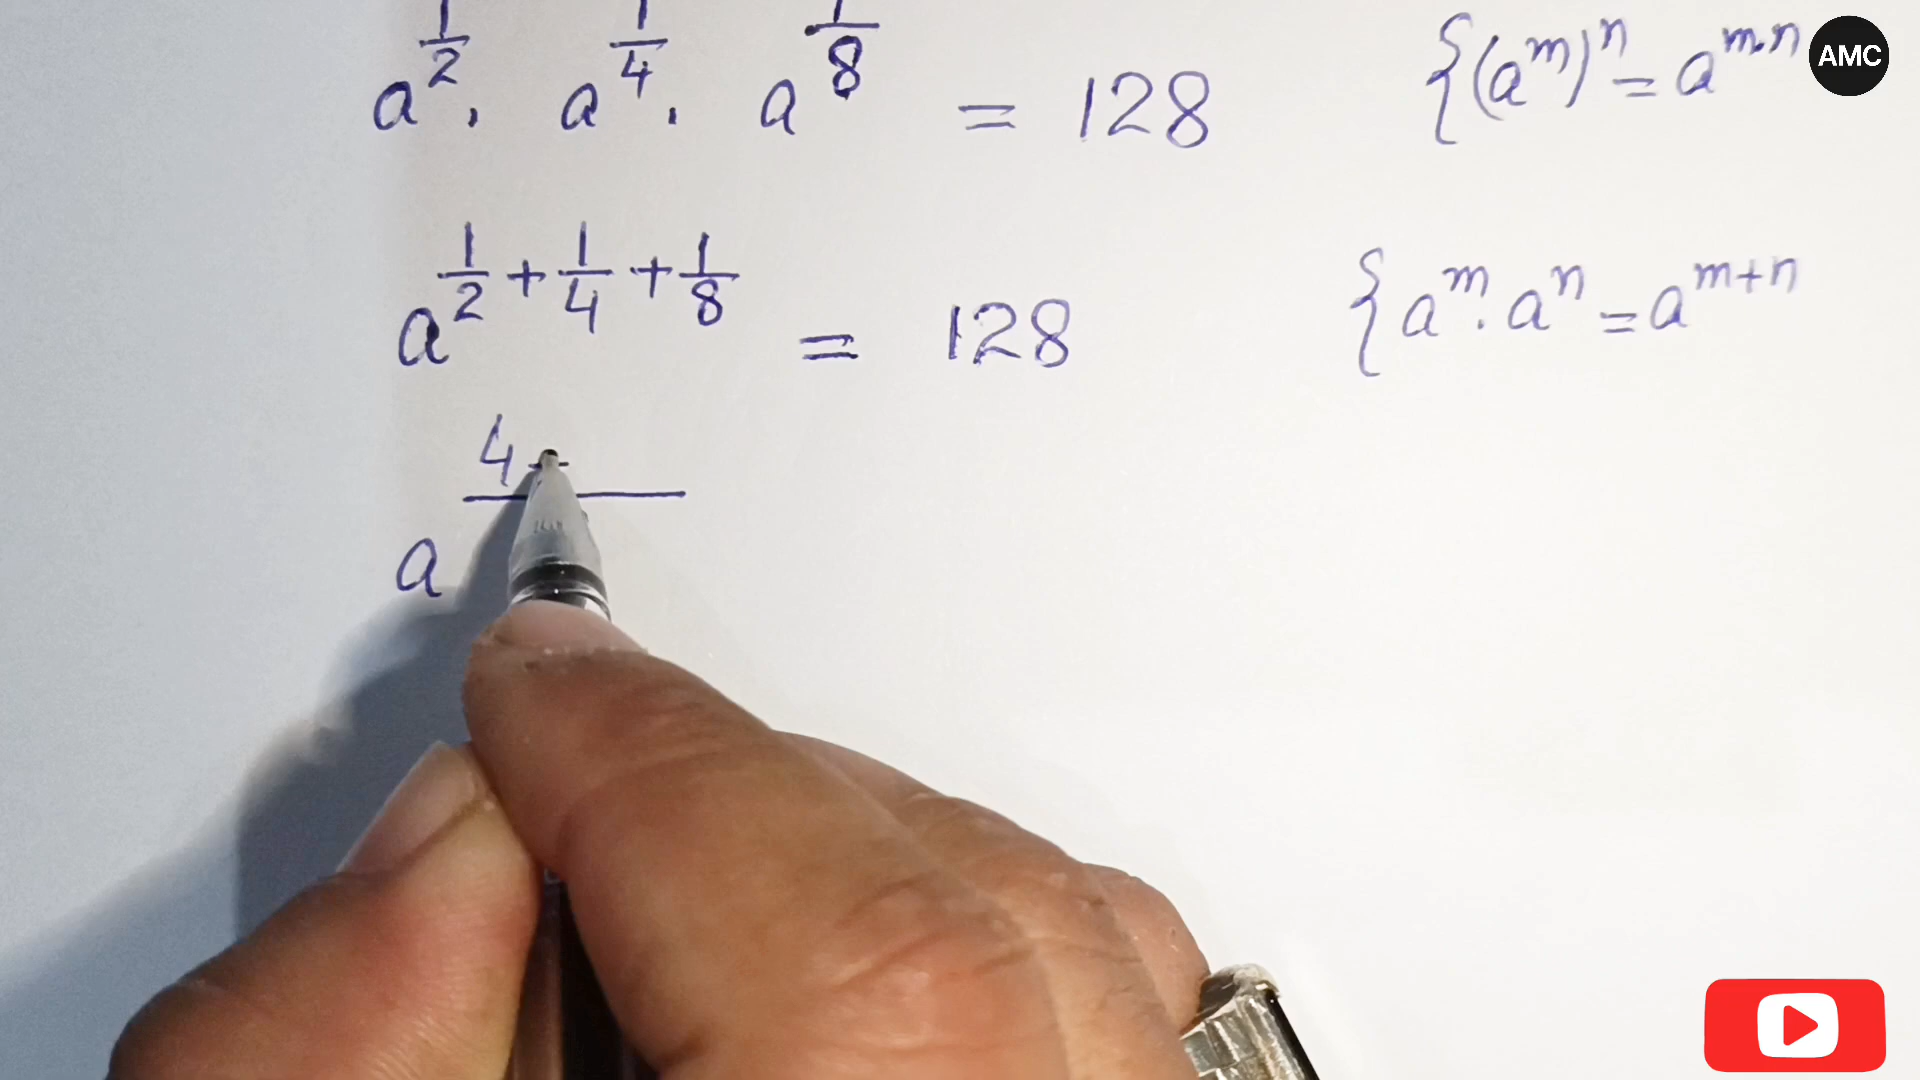 a^{1/2} . a^{1/4} . a^{1/8} = 128 {(a^m)^n = a^{m.n} AMC
a^{1/2 + 1/4 + 1/8} = 128 {a^m . a^n = a^{m+n}
4 +
a